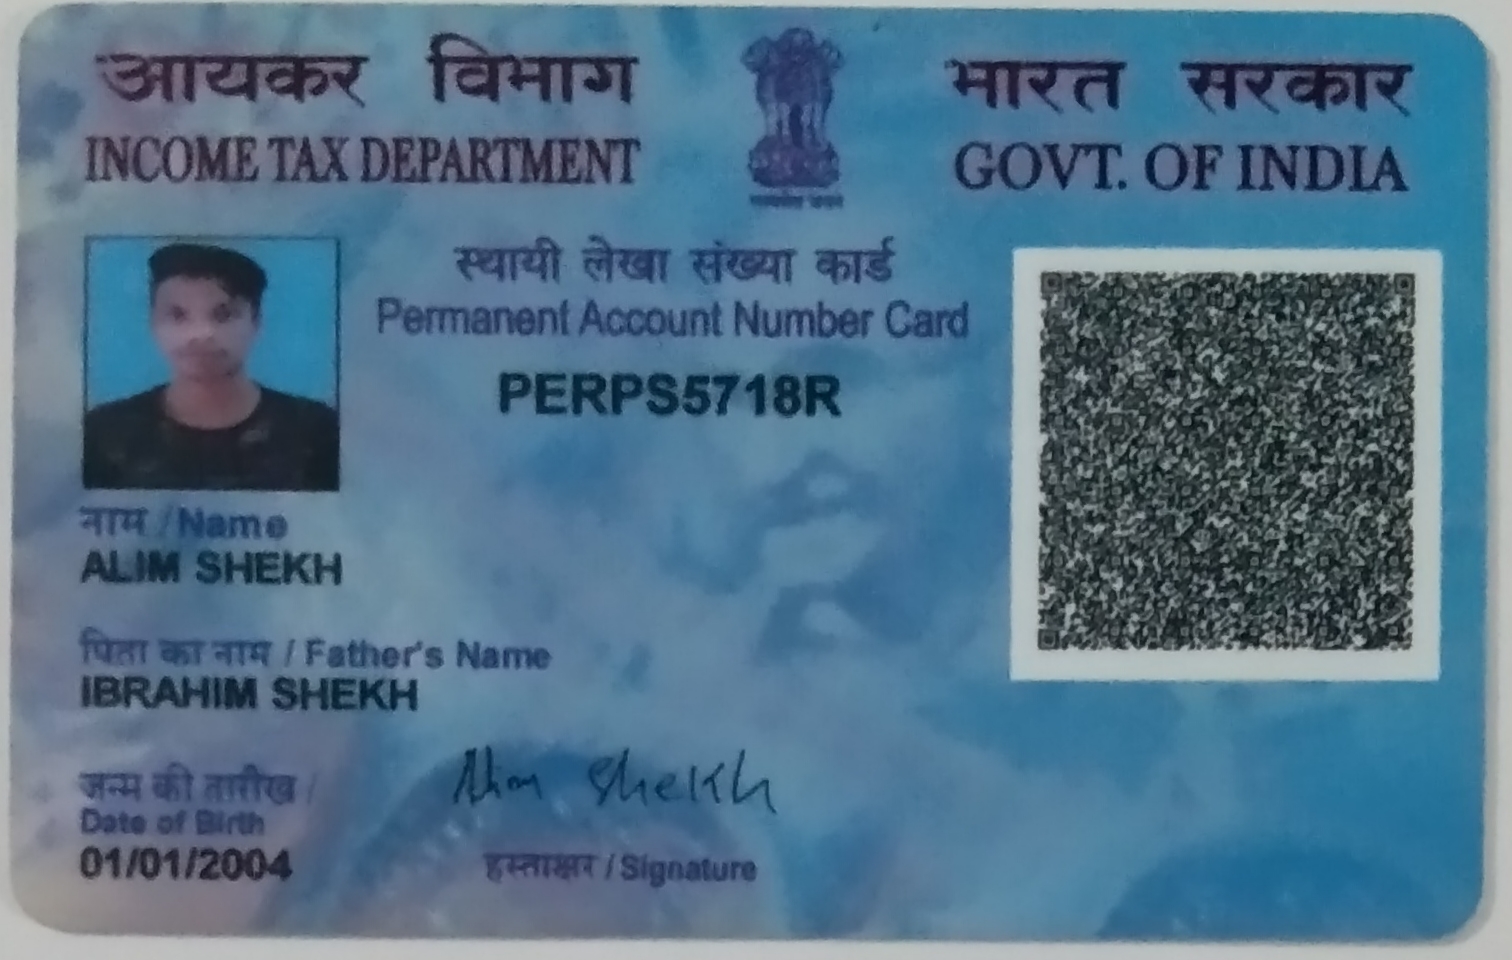 आयकर विभाग
INCOME TAX DEPARTMENT
भारत सरकार
GOVT. OF INDIA
स्थायी लेखा संख्या कार्ड
Permanent Account Number Card
PERPS5718R
नाम / Name
ALIM SHEKH
पिता का नाम / Father's Name
IBRAHIM SHEKH
जन्म की तारीख /
Date of Birth
01/01/2004
Alim Shekh
हस्ताक्षर / Signature